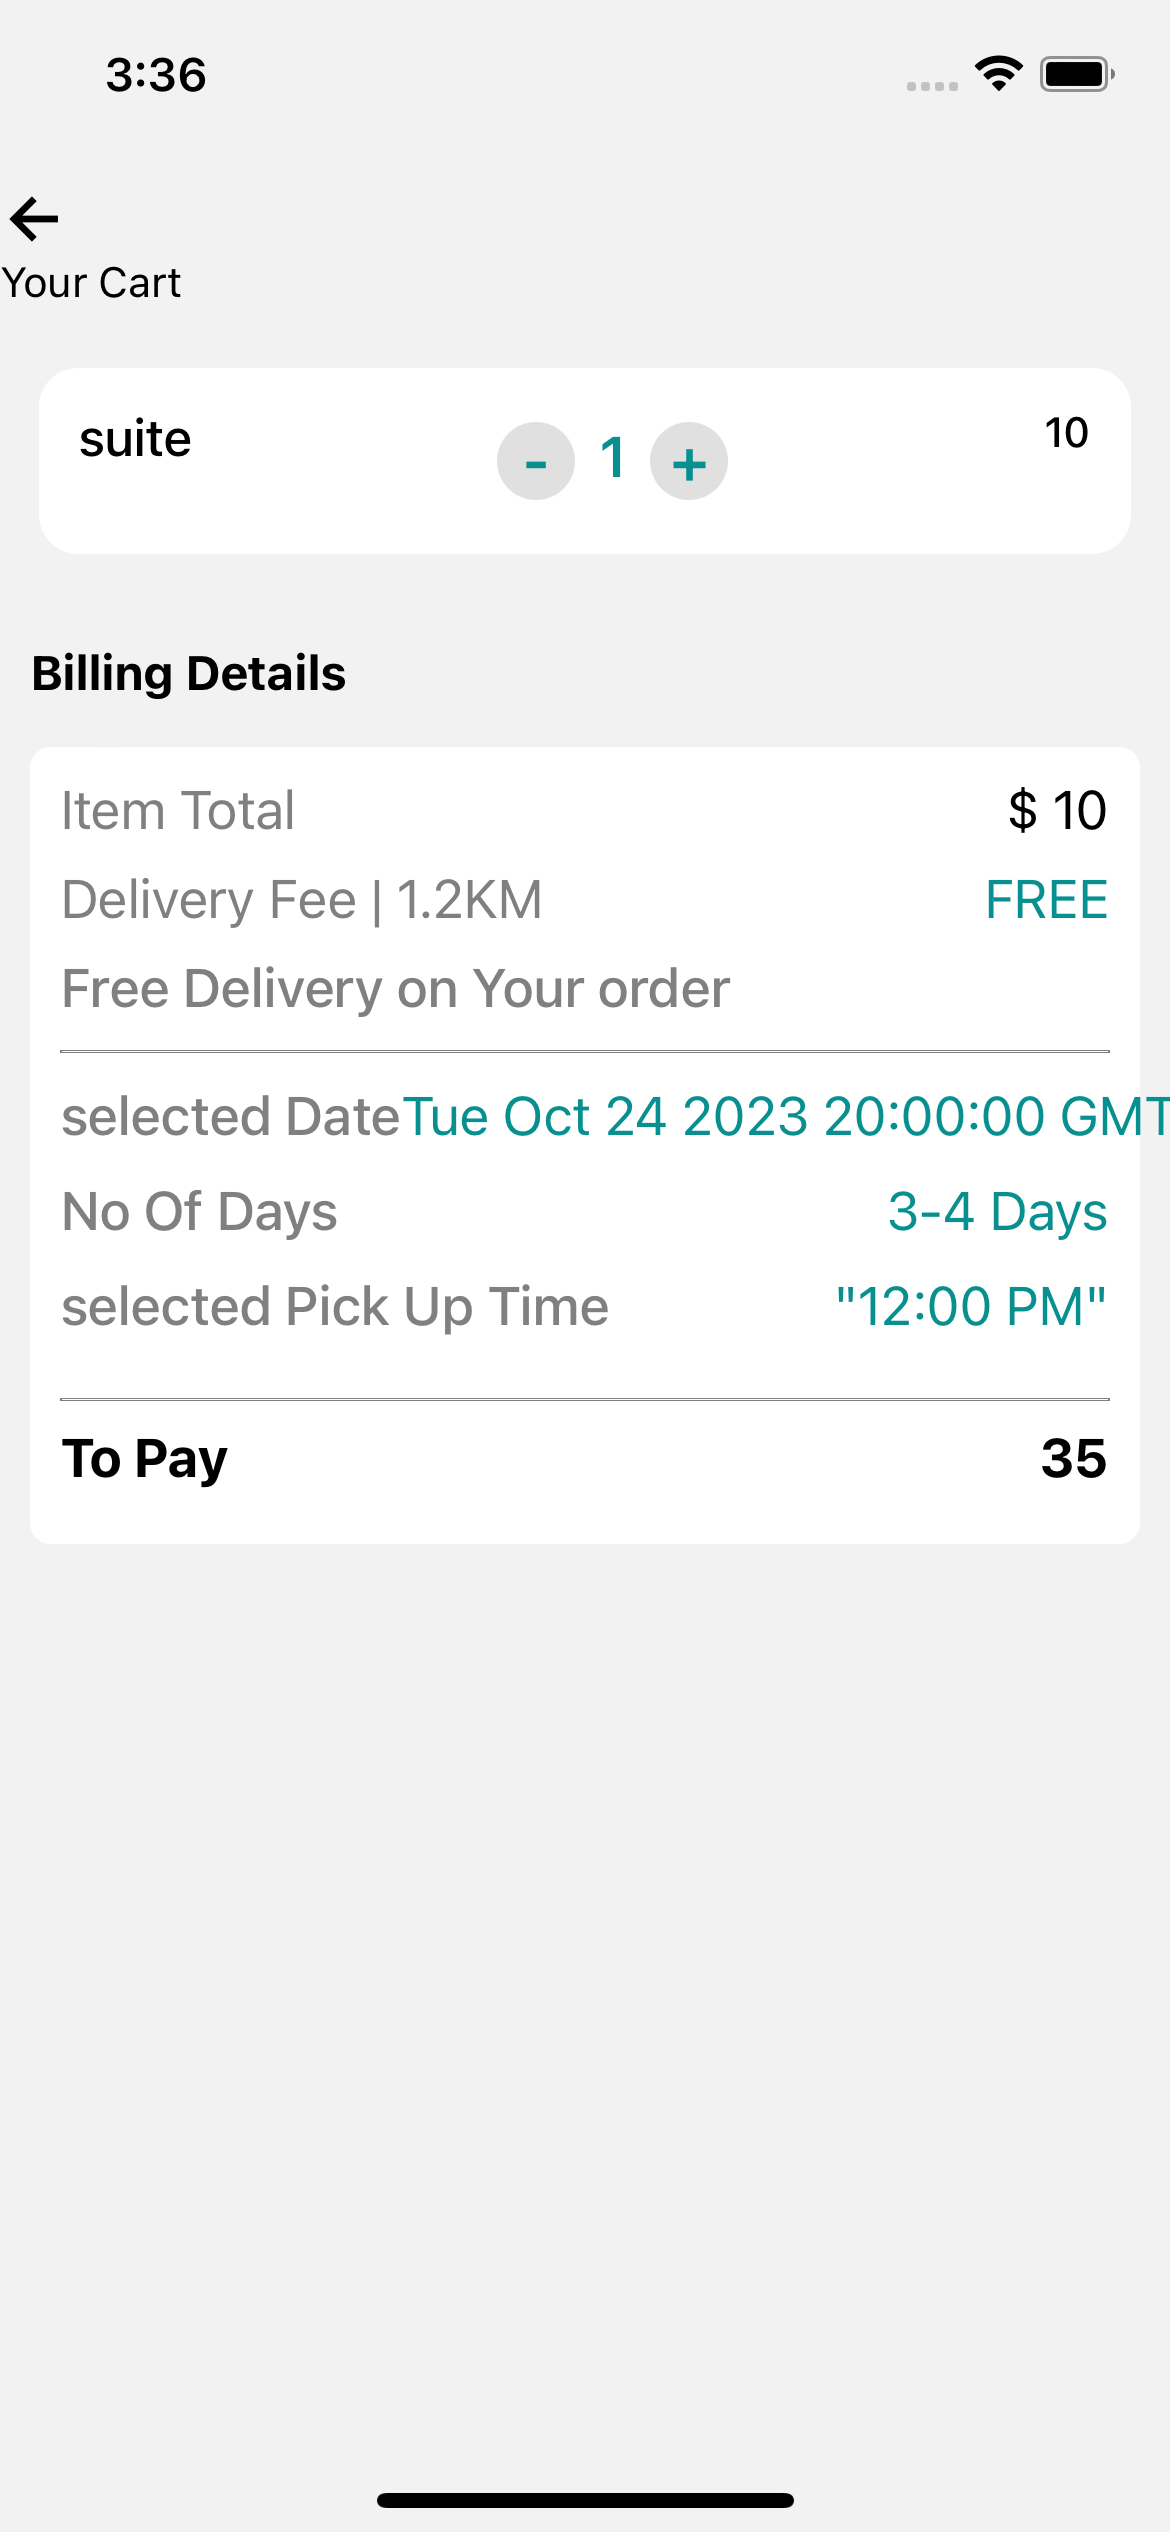 3:36
Your Cart
suite - 1 + 10
Billing Details
Item Total $ 10
Delivery Fee | 1.2KM FREE
Free Delivery on Your order
selected DateTue Oct 24 2023 20:00:00 GMT
No Of Days 3-4 Days
selected Pick Up Time "12:00 PM"
To Pay 35